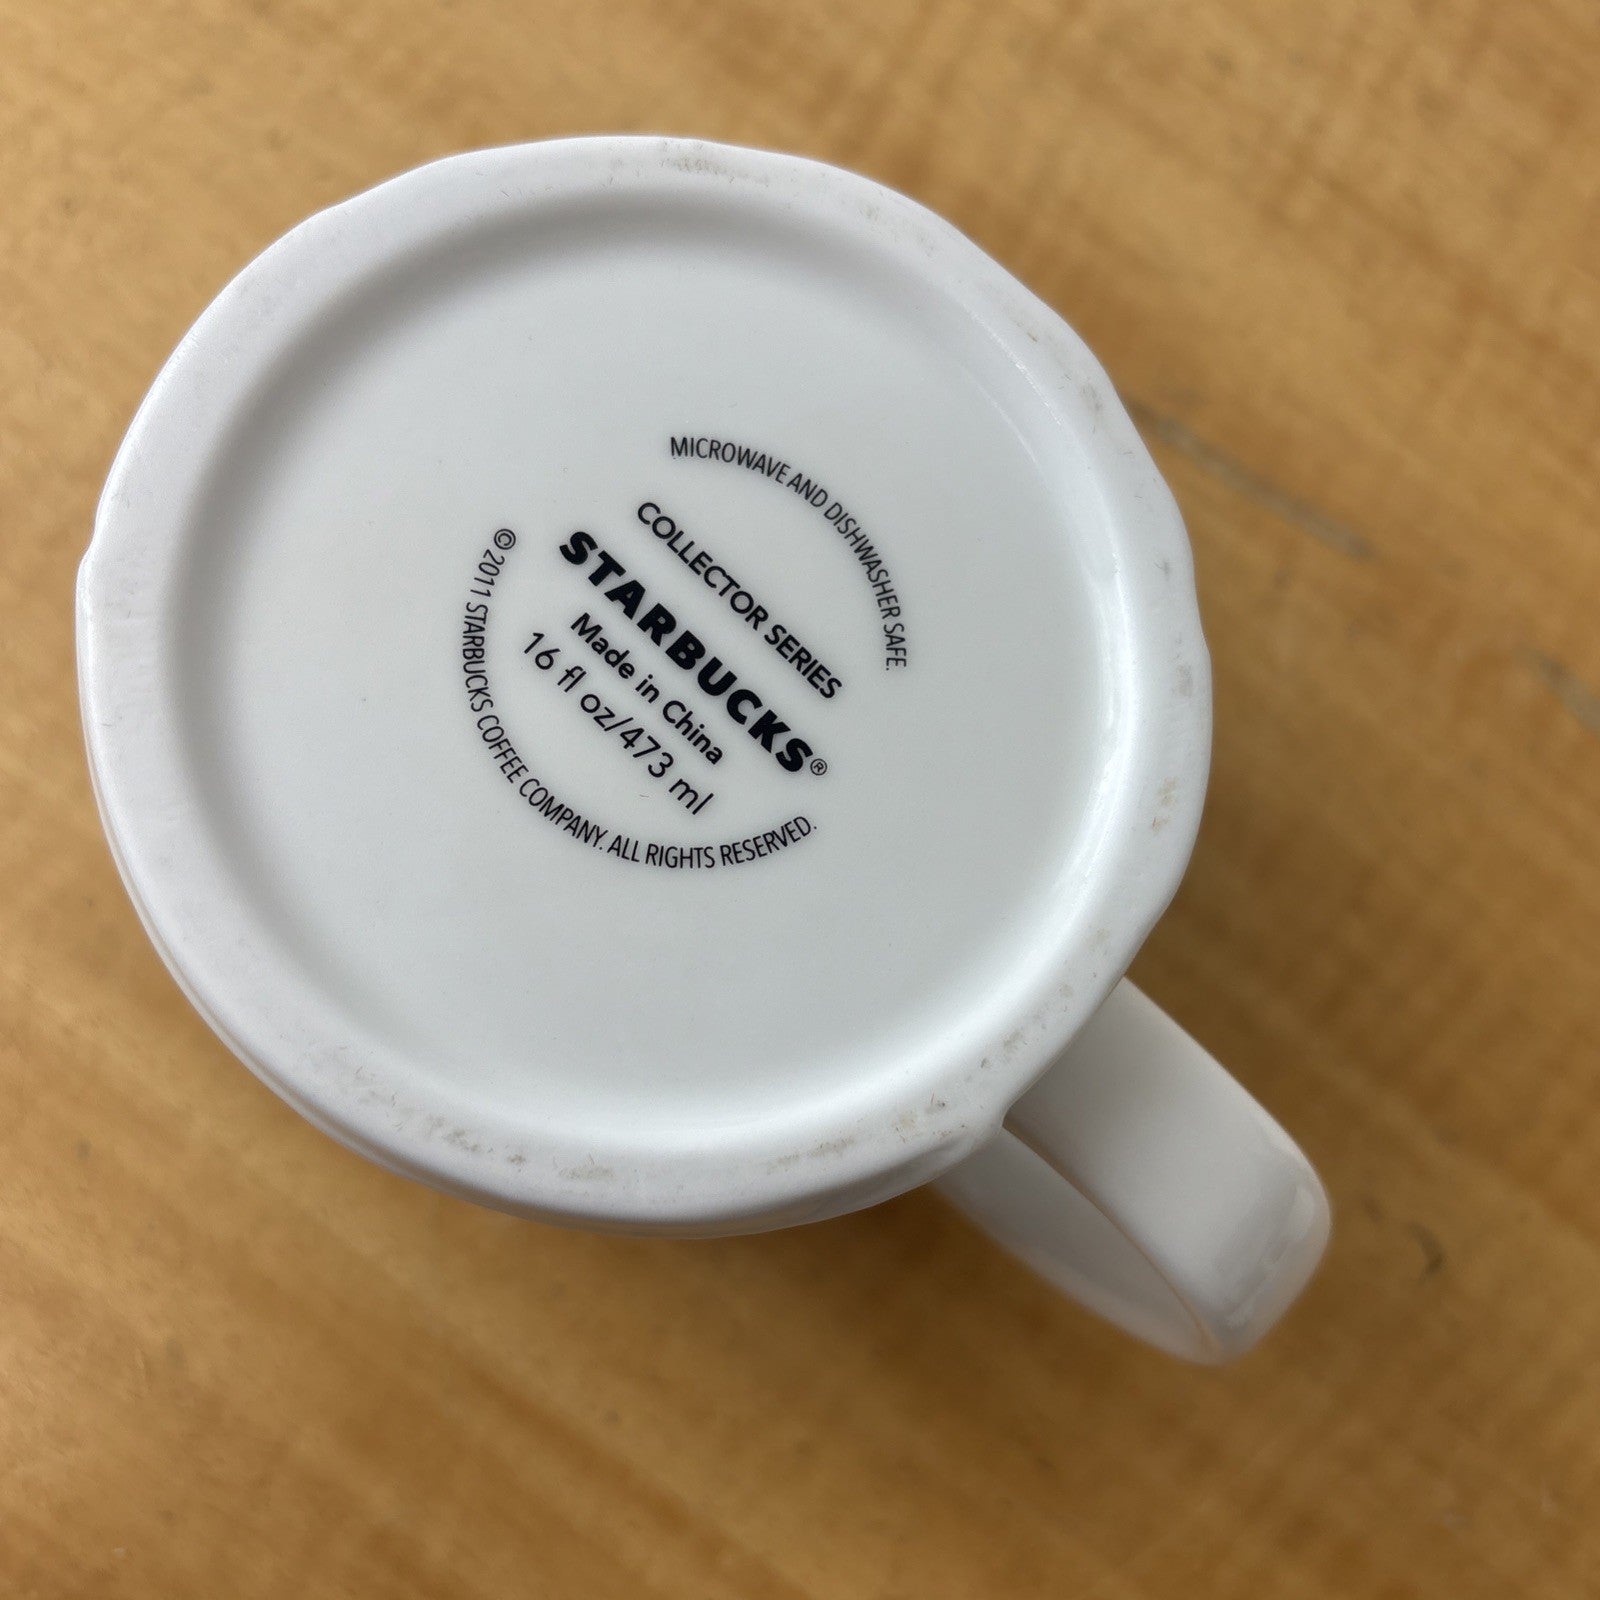 MICROWAVE AND DISHWASHER SAFE.
COLLECTOR SERIES
STARBUCKS®
Made in China
16 fl oz/473 ml
©2011 STARBUCKS COFFEE COMPANY. ALL RIGHTS RESERVED.